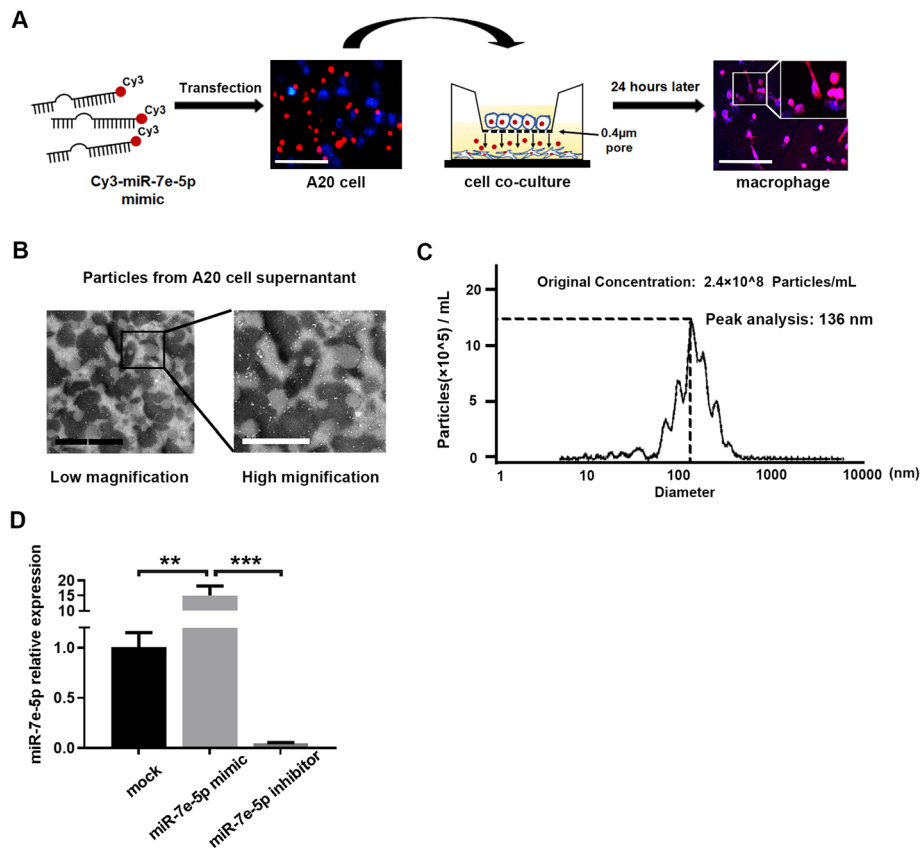 A
Cy3
Cy3
Cy3
Cy3-miR-7e-5p
mimic
Transfection
A20 cell
cell co-culture
0.4μm
pore
24 hours later
macrophage
B
Particles from A20 cell supernantant
Low magnification
High mignification
C
Original Concentration: 2.4×10^8 Particles/mL
Peak analysis: 136 nm
Particles(×10^5) / mL
20
10
5
0
1 10 100 1000 10000 (nm)
Diameter
D
miR-7e-5p relative expression
** ***
20
15
10
1.0
0.5
0.0
mock
miR-7e-5p mimic
miR-7e-5p inhibitor